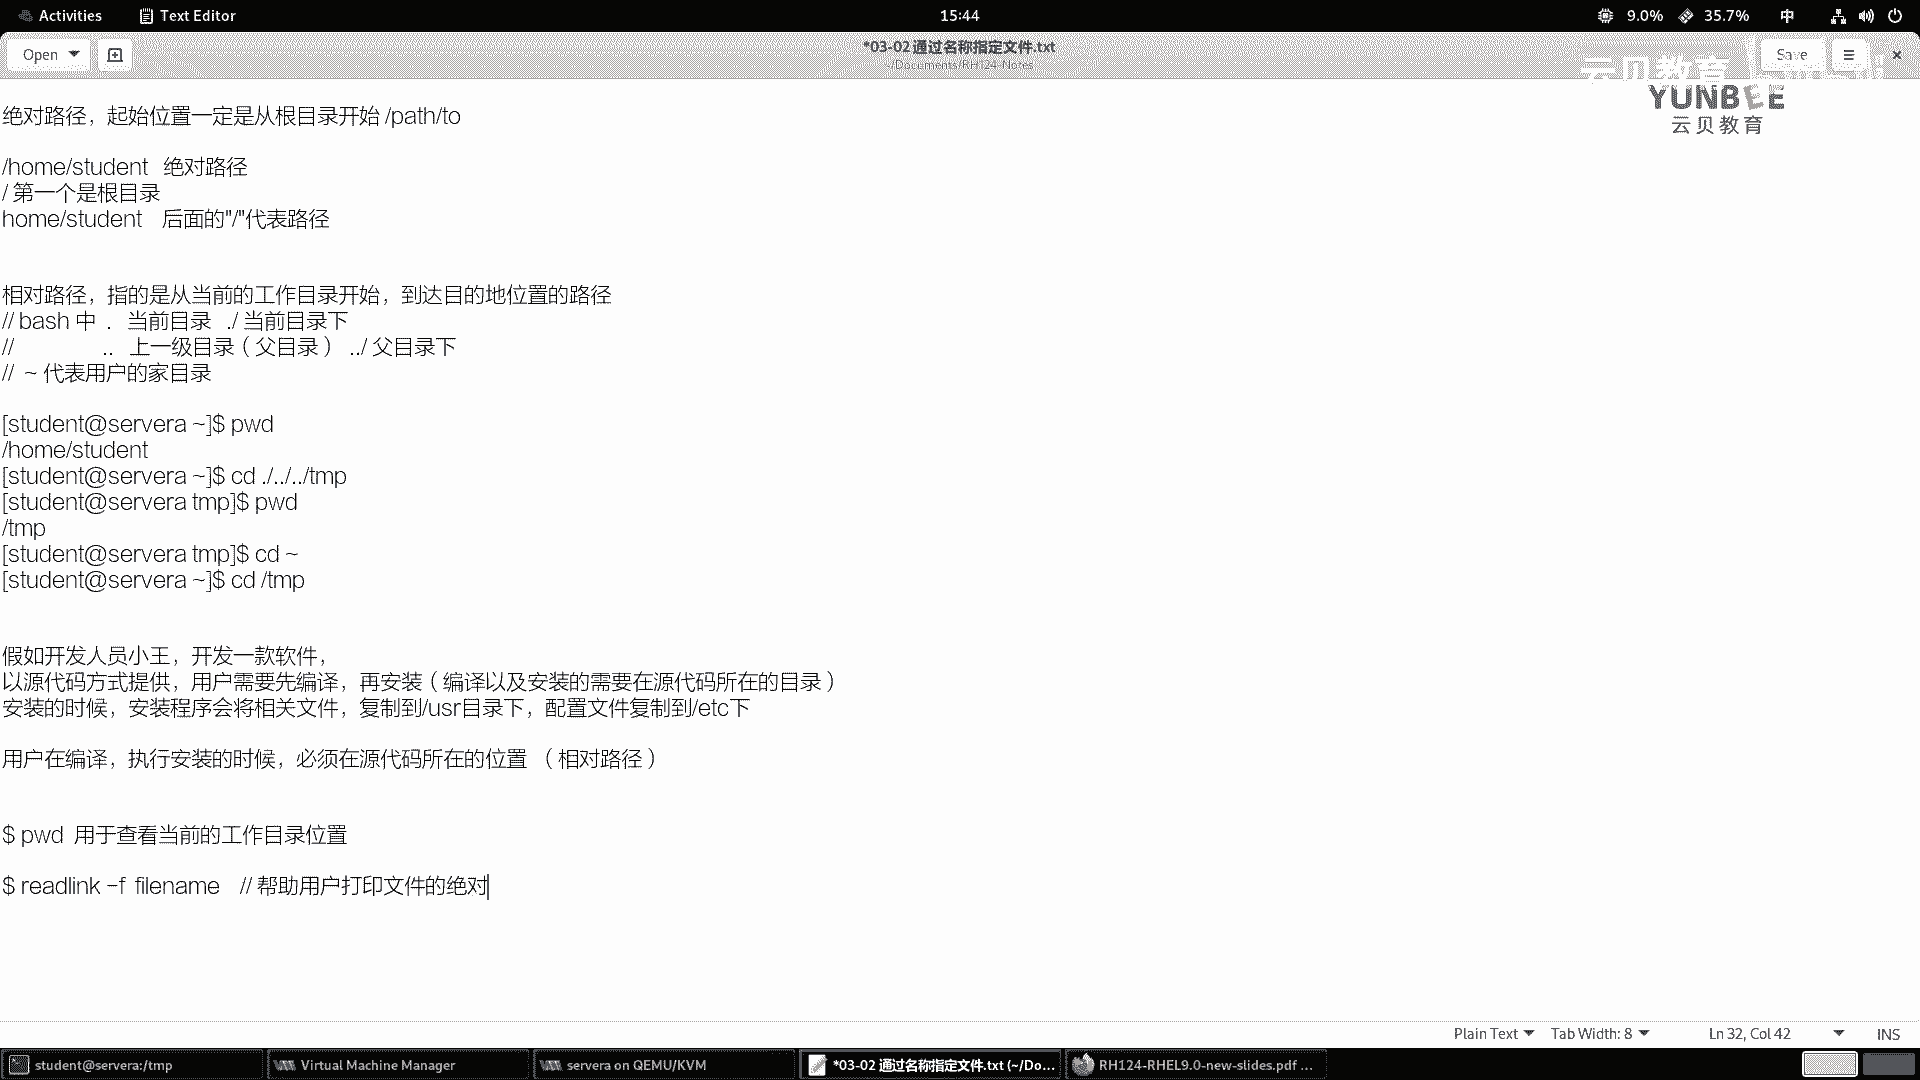 Activities
Text Editor
15:44
9.0%
35.7%
中
Open
*03-02 通过名称指定文件.txt
~/Documents/RH124-Notes
Save
云贝教育
YUNBEE
云贝教育
绝对路径，起始位置一定是从根目录开始 /path/to
/home/student 绝对路径
/ 第一个是根目录
home/student 后面的"/"代表路径
相对路径，指的是从当前的工作目录开始，到达目的地位置的路径
// bash 中 . 当前目录 ./ 当前目录下
// .. 上一级目录（父目录） ../ 父目录下
// ~ 代表用户的家目录
[student@servera ~]$ pwd
/home/student
[student@servera ~]$ cd ./../../tmp
[student@servera tmp]$ pwd
/tmp
[student@servera tmp]$ cd ~
[student@servera ~]$ cd /tmp
假如开发人员小王，开发一款软件，
以源代码方式提供，用户需要先编译，再安装（编译以及安装的需要在源代码所在的目录）
安装的时候，安装程序会将相关文件，复制到/usr目录下，配置文件复制到/etc下
用户在编译，执行安装的时候，必须在源代码所在的位置 （相对路径）
$ pwd 用于查看当前的工作目录位置
$ readlink -f filename // 帮助用户打印文件的绝对
Plain Text
Tab Width: 8
Ln 32, Col 42
INS
student@servera:/tmp
Virtual Machine Manager
servera on QEMU/KVM
*03-02 通过名称指定文件.txt (~/Do...
RH124-RHEL9.0-new-slides.pdf ...